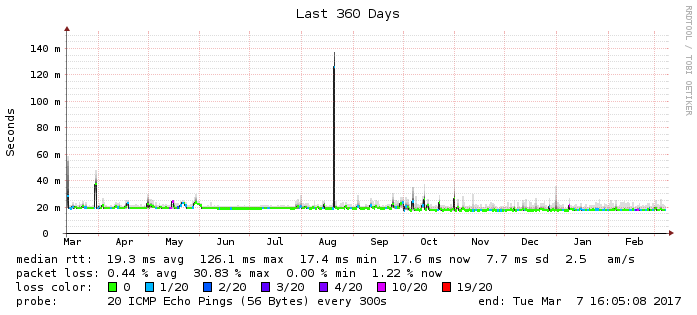 Last 360 Days
RRDTOOL / TOBI OETIKER
Seconds
140 m
120 m
100 m
80 m
60 m
40 m
20 m
0
Mar Apr May Jun Jul Aug Sep Oct Nov Dec Jan Feb
median rtt: 19.3 ms avg 126.1 ms max 17.4 ms min 17.6 ms now 7.7 ms sd 2.5 am/s
packet loss: 0.44 % avg 30.83 % max 0.00 % min 1.22 % now
loss color: 0 1/20 2/20 3/20 4/20 10/20 19/20
probe: 20 ICMP Echo Pings (56 Bytes) every 300s end: Tue Mar 7 16:05:08 2017